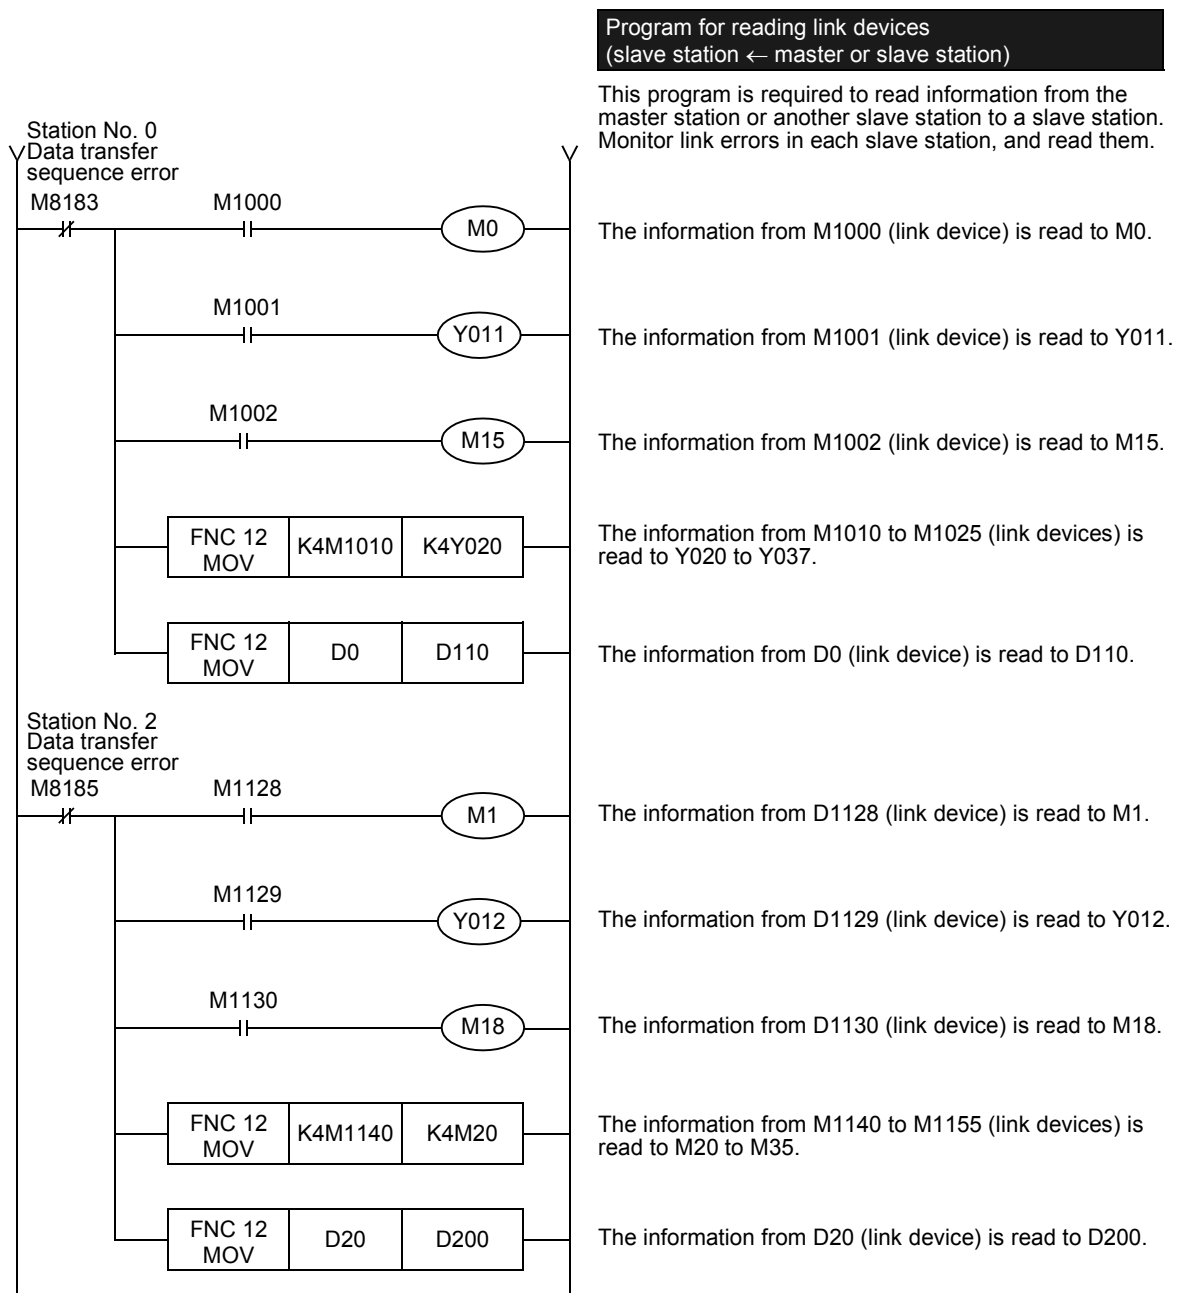 Program for reading link devices
(slave station ← master or slave station)
This program is required to read information from the
master station or another slave station to a slave station.
Monitor link errors in each slave station, and read them.
Station No. 0
Data transfer
sequence error
M8183 M1000 M0
The information from M1000 (link device) is read to M0.
M1001
Y011
The information from M1001 (link device) is read to Y011.
M1002
M15
The information from M1002 (link device) is read to M15.
FNC 12
MOV
K4M1010 K4Y020
The information from M1010 to M1025 (link devices) is
read to Y020 to Y037.
FNC 12
MOV
D0 D110
The information from D0 (link device) is read to D110.
Station No. 2
Data transfer
sequence error
M8185 M1128 M1
The information from D1128 (link device) is read to M1.
M1129
Y012
The information from D1129 (link device) is read to Y012.
M1130
M18
The information from D1130 (link device) is read to M18.
FNC 12
MOV
K4M1140 K4M20
The information from M1140 to M1155 (link devices) is
read to M20 to M35.
FNC 12
MOV
D20 D200
The information from D20 (link device) is read to D200.